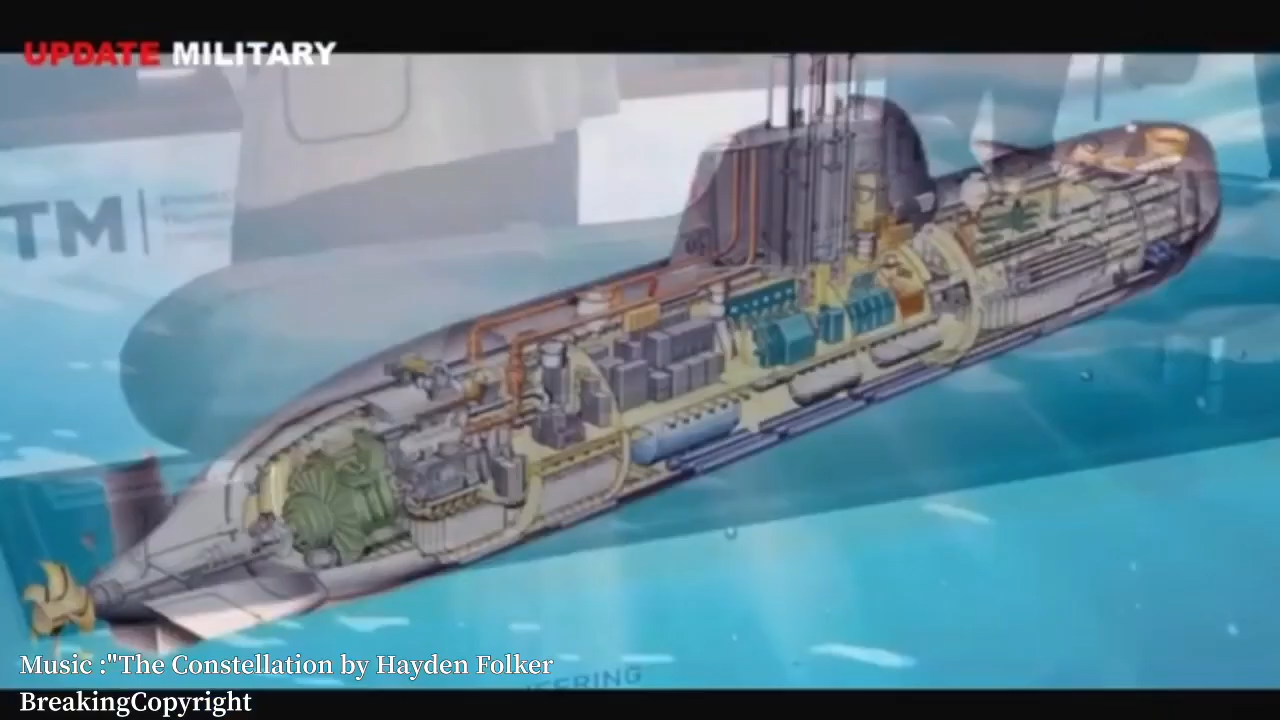 UPDATE MILITARY
TM
Music :"The Constellation by Hayden Folker
BreakingCopyright